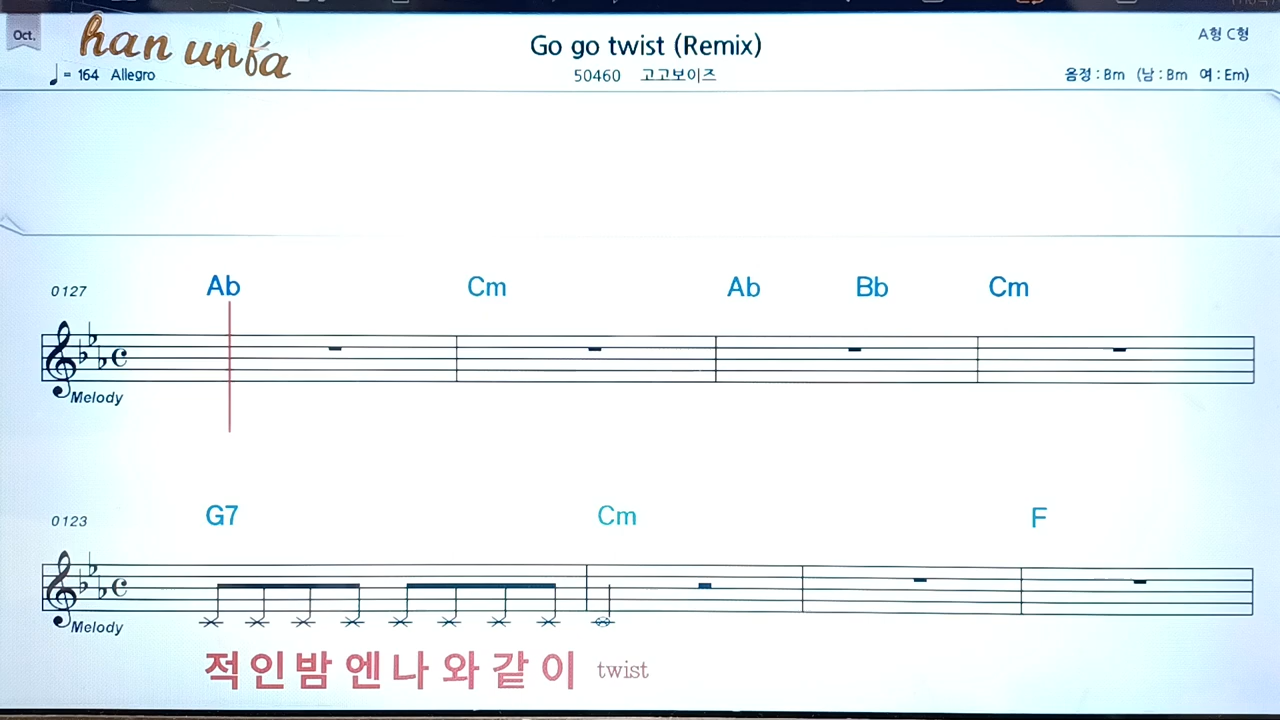 Oct.
han unfa
Go go twist (Remix)
A형 C형
♩= 164 Allegro
50460 고고보이즈
음정 : Bm (남 : Bm 여 : Em)
Ab Cm Ab Bb Cm
0127
Melody
G7 Cm F
0123
Melody
적인밤엔나와같이 twist